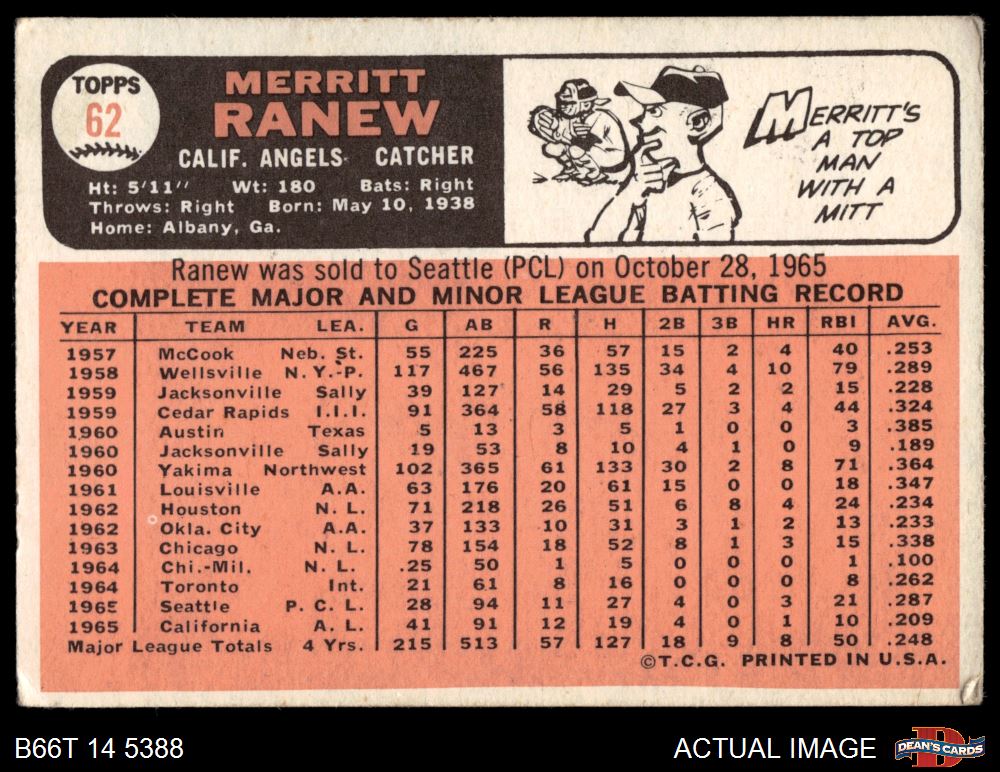 TOPPS
62
MERRITT
RANEW
CALIF. ANGELS CATCHER
Ht: 5'11" Wt: 180 Bats: Right
Throws: Right Born: May 10, 1938
Home: Albany, Ga.
MERRITT'S
A TOP
MAN
WITH A
MITT
Ranew was sold to Seattle (PCL) on October 28, 1965
COMPLETE MAJOR AND MINOR LEAGUE BATTING RECORD
YEAR TEAM LEA. G AB R H 2B 3B HR RBI AVG.
1957 McCook Neb. St. 55 225 36 57 15 2 4 40 .253
1958 Wellsville N.Y.-P. 117 467 56 135 34 4 10 79 .289
1959 Jacksonville Sally 39 127 14 29 5 2 2 15 .228
1959 Cedar Rapids I.I.I. 91 364 58 118 27 3 4 44 .324
1960 Austin Texas 5 13 3 5 1 0 0 3 .385
1960 Jacksonville Sally 19 53 8 10 4 1 0 9 .189
1960 Yakima Northwest 102 365 61 133 30 2 8 71 .364
1961 Louisville A.A. 63 176 20 61 15 0 0 18 .347
1962 Houston N. L. 71 218 26 51 6 8 4 24 .234
1962 Okla. City A.A. 37 133 10 31 3 1 2 13 .233
1963 Chicago N. L. 78 154 18 52 8 1 3 15 .338
1964 Chi.-Mil. N. L. .25 50 1 5 0 0 0 1 .100
1964 Toronto Int. 21 61 8 16 0 0 0 8 .262
1965 Seattle P. C. L. 28 94 11 27 4 0 3 21 .287
1965 California A. L. 41 91 12 19 4 0 1 10 .209
Major League Totals 4 Yrs. 215 513 57 127 18 9 8 50 .248
©T.C.G. PRINTED IN U.S.A.
B66T 14 5388
ACTUAL IMAGE
D
DEAN'S CARDS